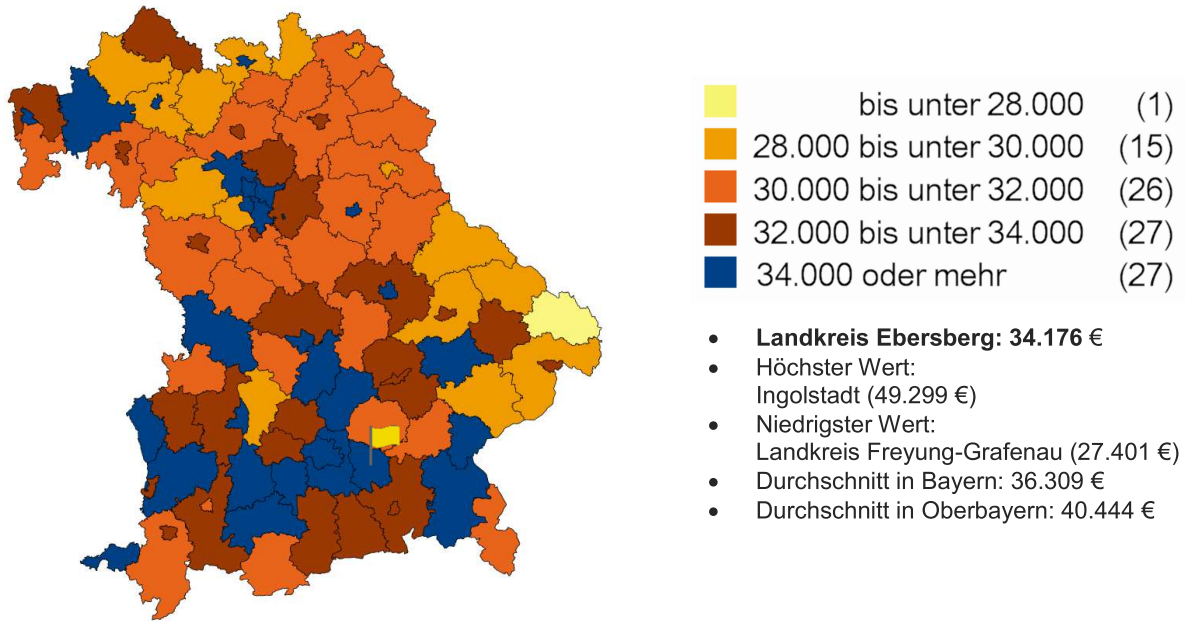 bis unter 28.000 (1)
28.000 bis unter 30.000 (15)
30.000 bis unter 32.000 (26)
32.000 bis unter 34.000 (27)
34.000 oder mehr (27)
• Landkreis Ebersberg: 34.176 €
• Höchster Wert:
Ingolstadt (49.299 €)
• Niedrigster Wert:
Landkreis Freyung-Grafenau (27.401 €)
• Durchschnitt in Bayern: 36.309 €
• Durchschnitt in Oberbayern: 40.444 €